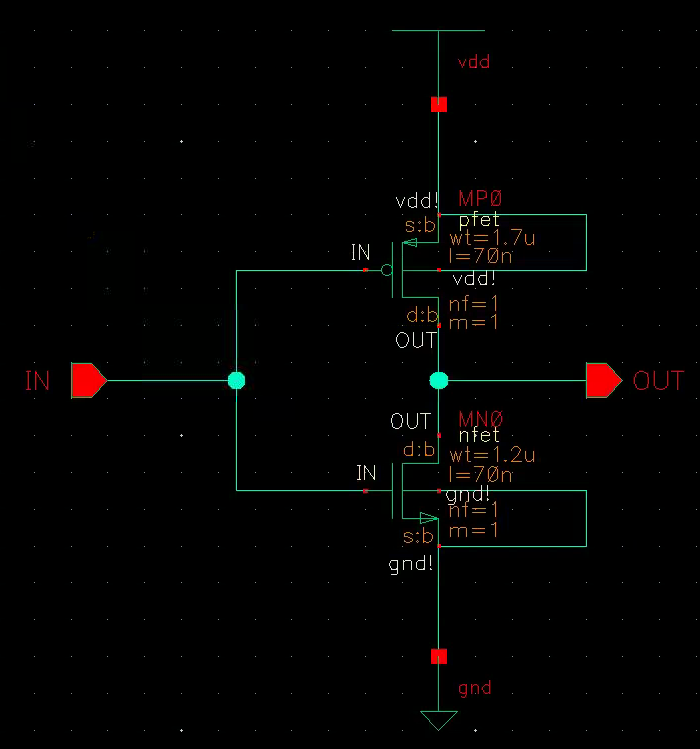 vdd
vdd!
MP0
s:b
pfet
wt=1.7u
IN
l=70n
vdd!
nf=1
d:b
m=1
OUT
IN
OUT
OUT
MN0
nfet
d:b
wt=1.2u
IN
l=70n
gnd!
nf=1
s:b
m=1
gnd!
gnd